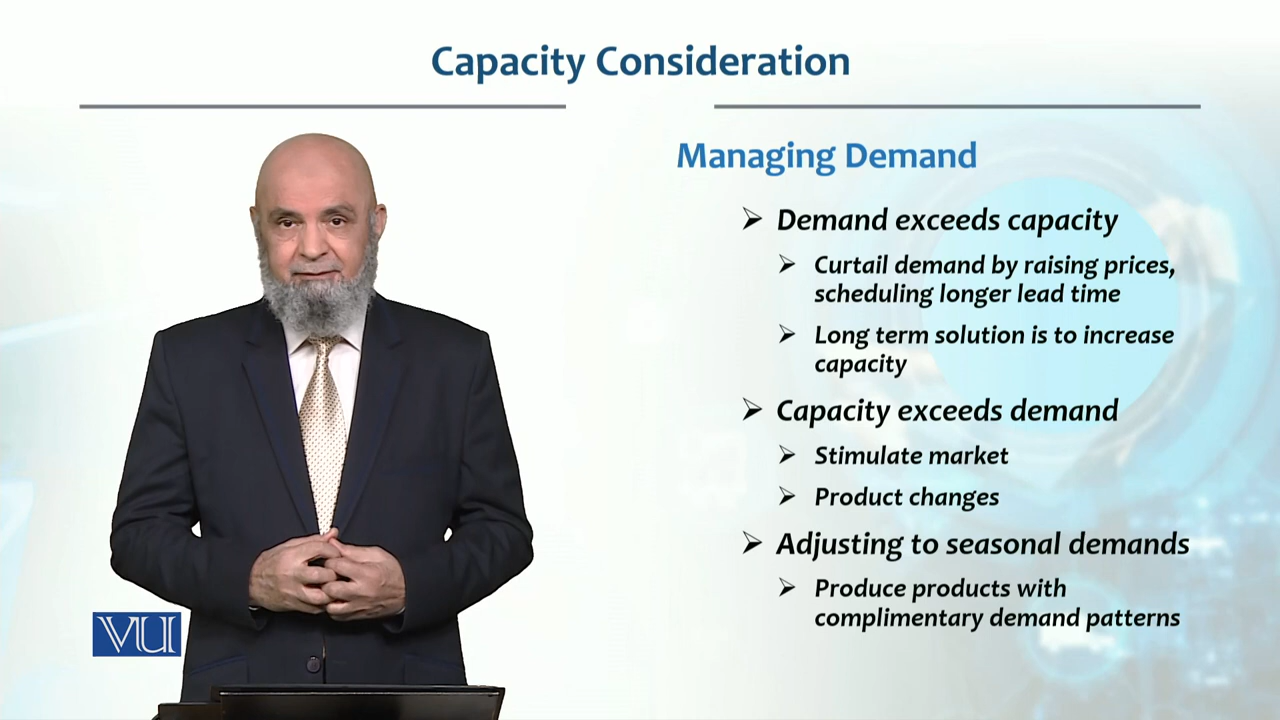 Capacity Consideration
Managing Demand
➢ Demand exceeds capacity
➢ Curtail demand by raising prices,
scheduling longer lead time
➢ Long term solution is to increase
capacity
➢ Capacity exceeds demand
➢ Stimulate market
➢ Product changes
➢ Adjusting to seasonal demands
➢ Produce products with
complimentary demand patterns
VU